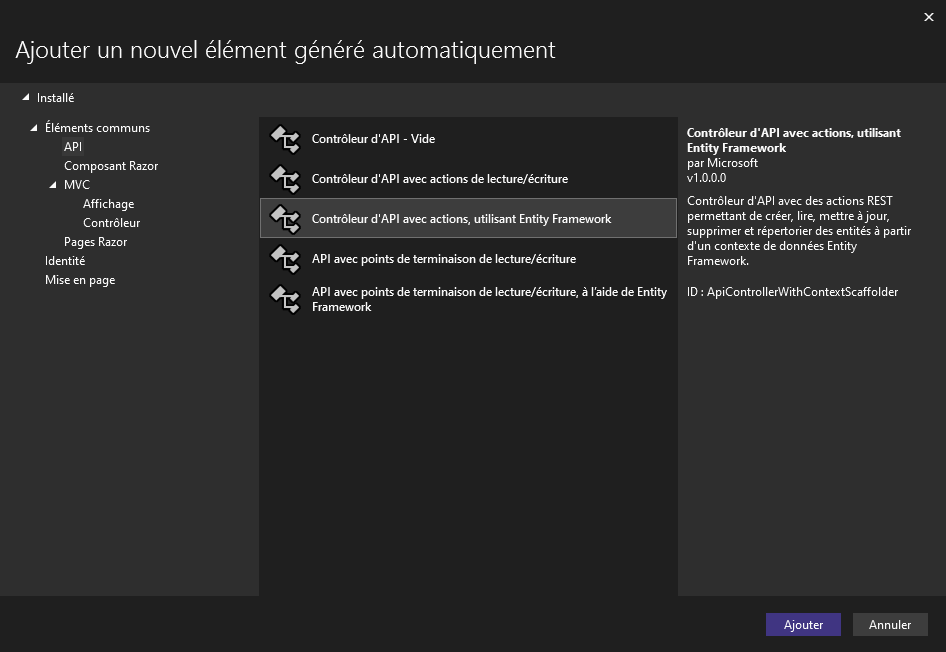 Ajouter un nouvel élément généré automatiquement
Installé
Éléments communs
API
Composant Razor
MVC
Affichage
Contrôleur
Pages Razor
Identité
Mise en page
Contrôleur d'API - Vide
Contrôleur d'API avec actions de lecture/écriture
Contrôleur d'API avec actions, utilisant Entity Framework
API avec points de terminaison de lecture/écriture
API avec points de terminaison de lecture/écriture, à l’aide de Entity
Framework
Contrôleur d'API avec actions, utilisant
Entity Framework
par Microsoft
v1.0.0.0
Contrôleur d'API avec des actions REST
permettant de créer, lire, mettre à jour,
supprimer et répertorier des entités à partir
d'un contexte de données Entity
Framework.
ID : ApiControllerWithContextScaffolder
Ajouter
Annuler